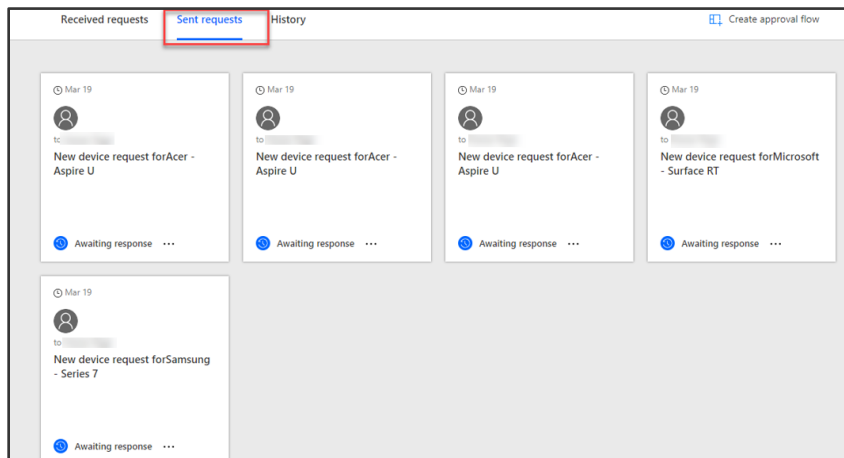 Received requests Sent requests History Create approval flow
Mar 19 Mar 19 Mar 19 Mar 19
to to to to
New device request forAcer - New device request forAcer - New device request forAcer - New device request forMicrosoft
Aspire U Aspire U Aspire U - Surface RT
Awaiting response ... Awaiting response ... Awaiting response ... Awaiting response ...
Mar 19
to
New device request forSamsung
- Series 7
Awaiting response ...